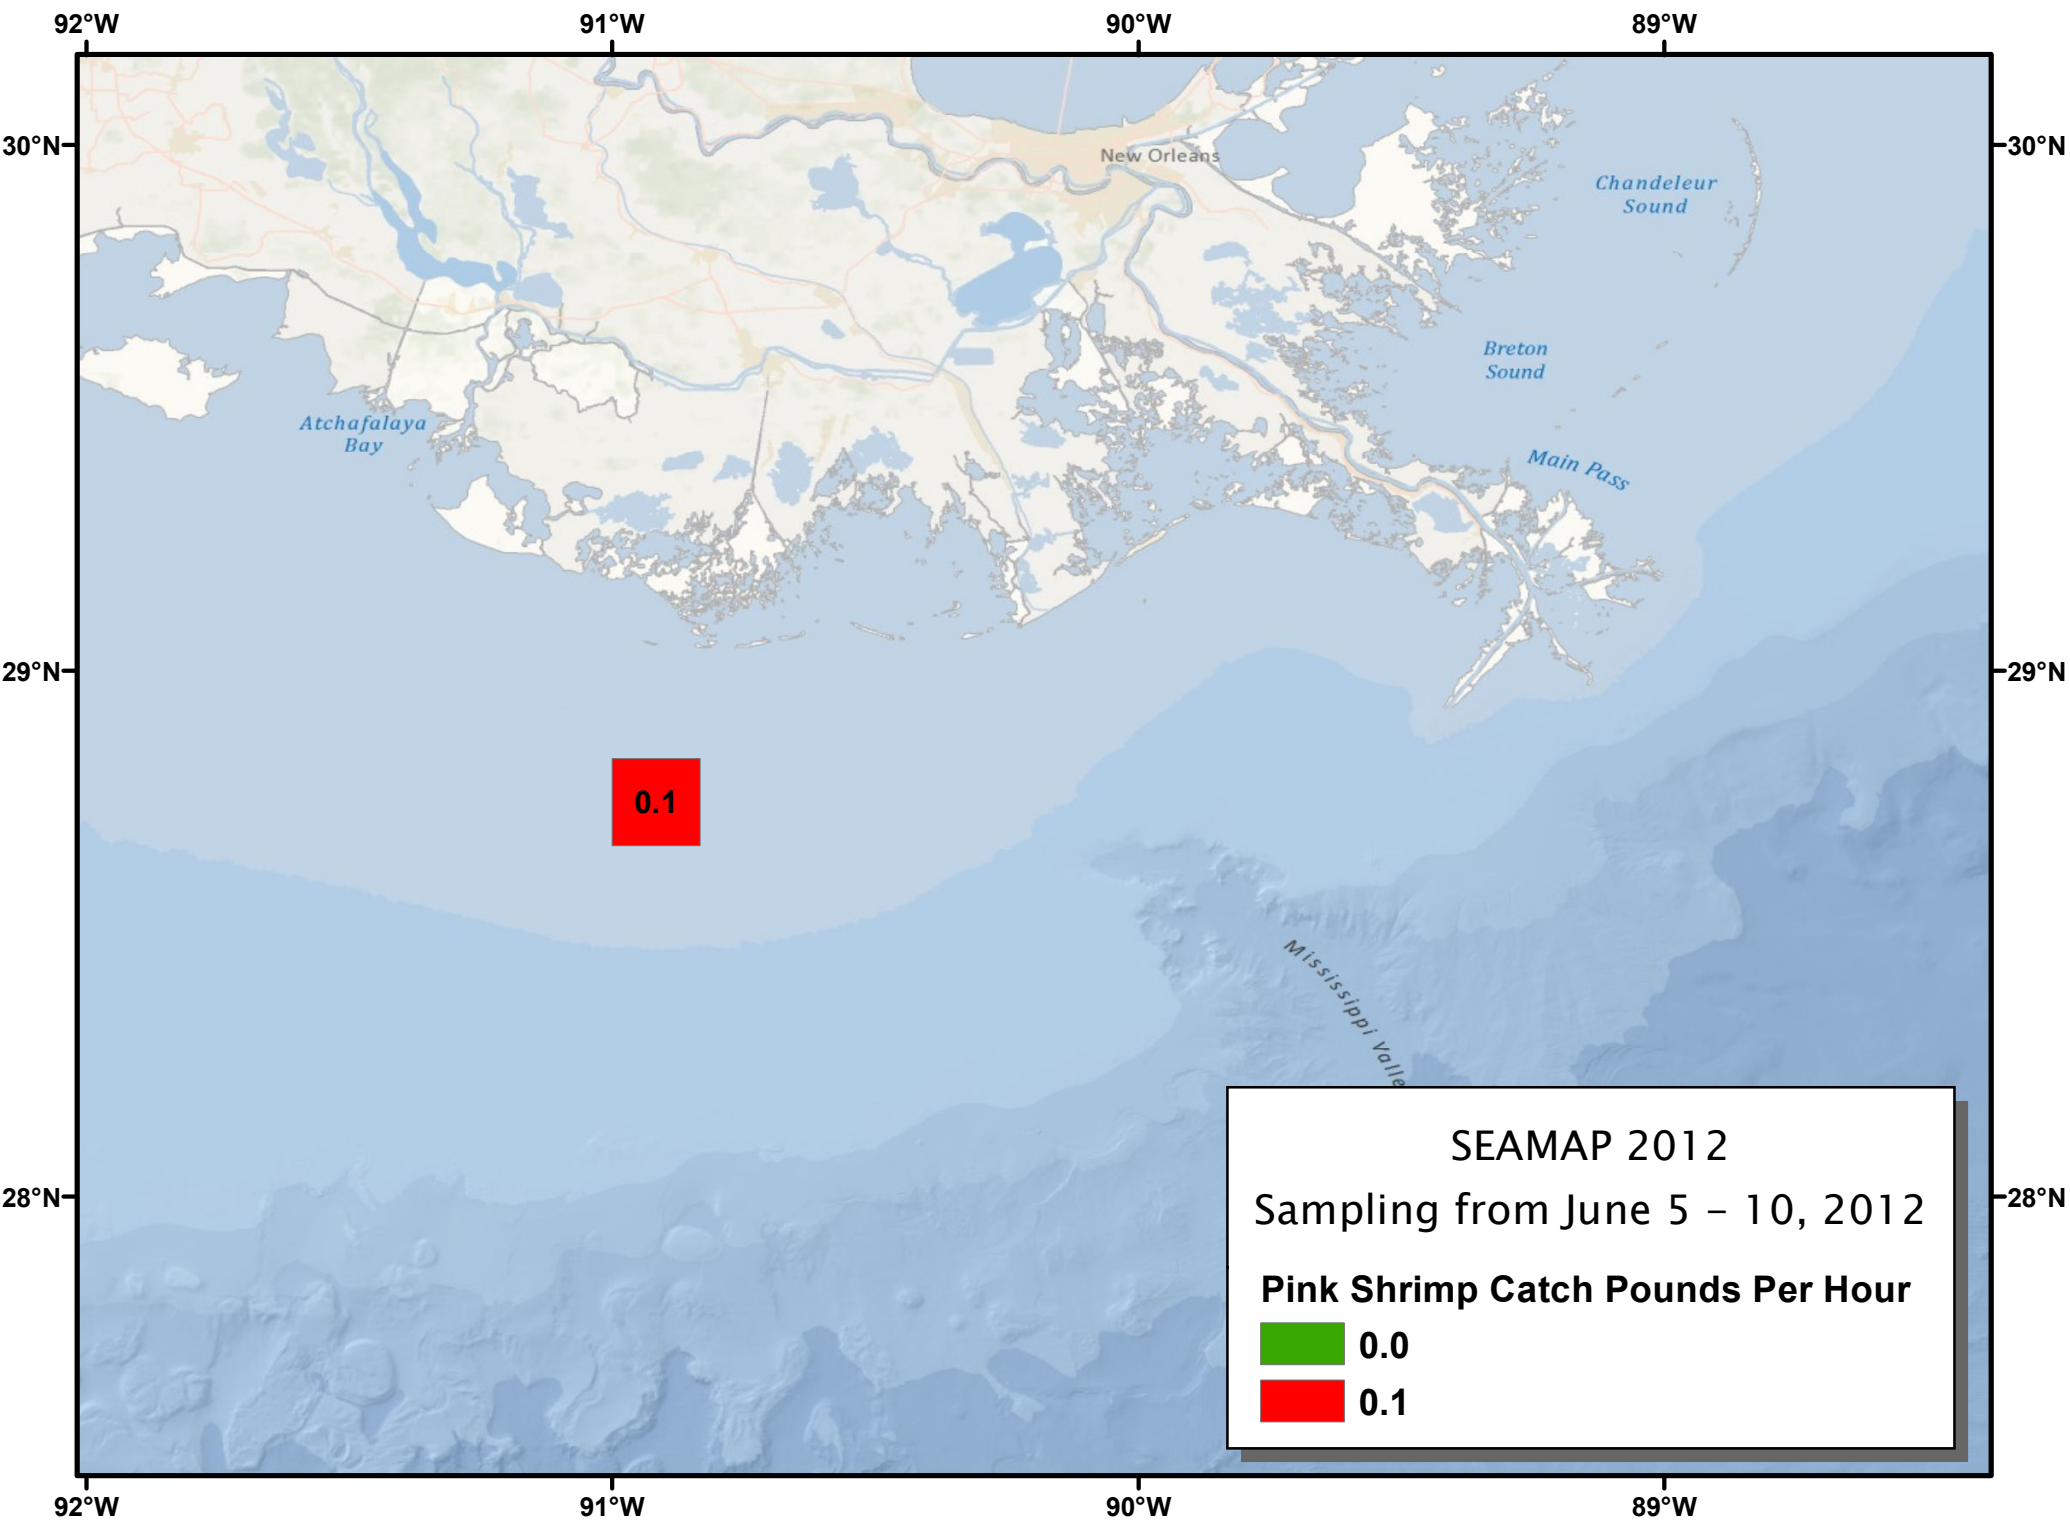 92°W 91°W 90°W 89°W
30°N 30°N
New Orleans
Chandeleur
Sound
Breton
Sound
Atchafalaya
Bay
Main Pass
29°N 29°N
0.1
Mississippi Valle
28°N 28°N
SEAMAP 2012
Sampling from June 5 – 10, 2012
Pink Shrimp Catch Pounds Per Hour
0.0
0.1
92°W 91°W 90°W 89°W